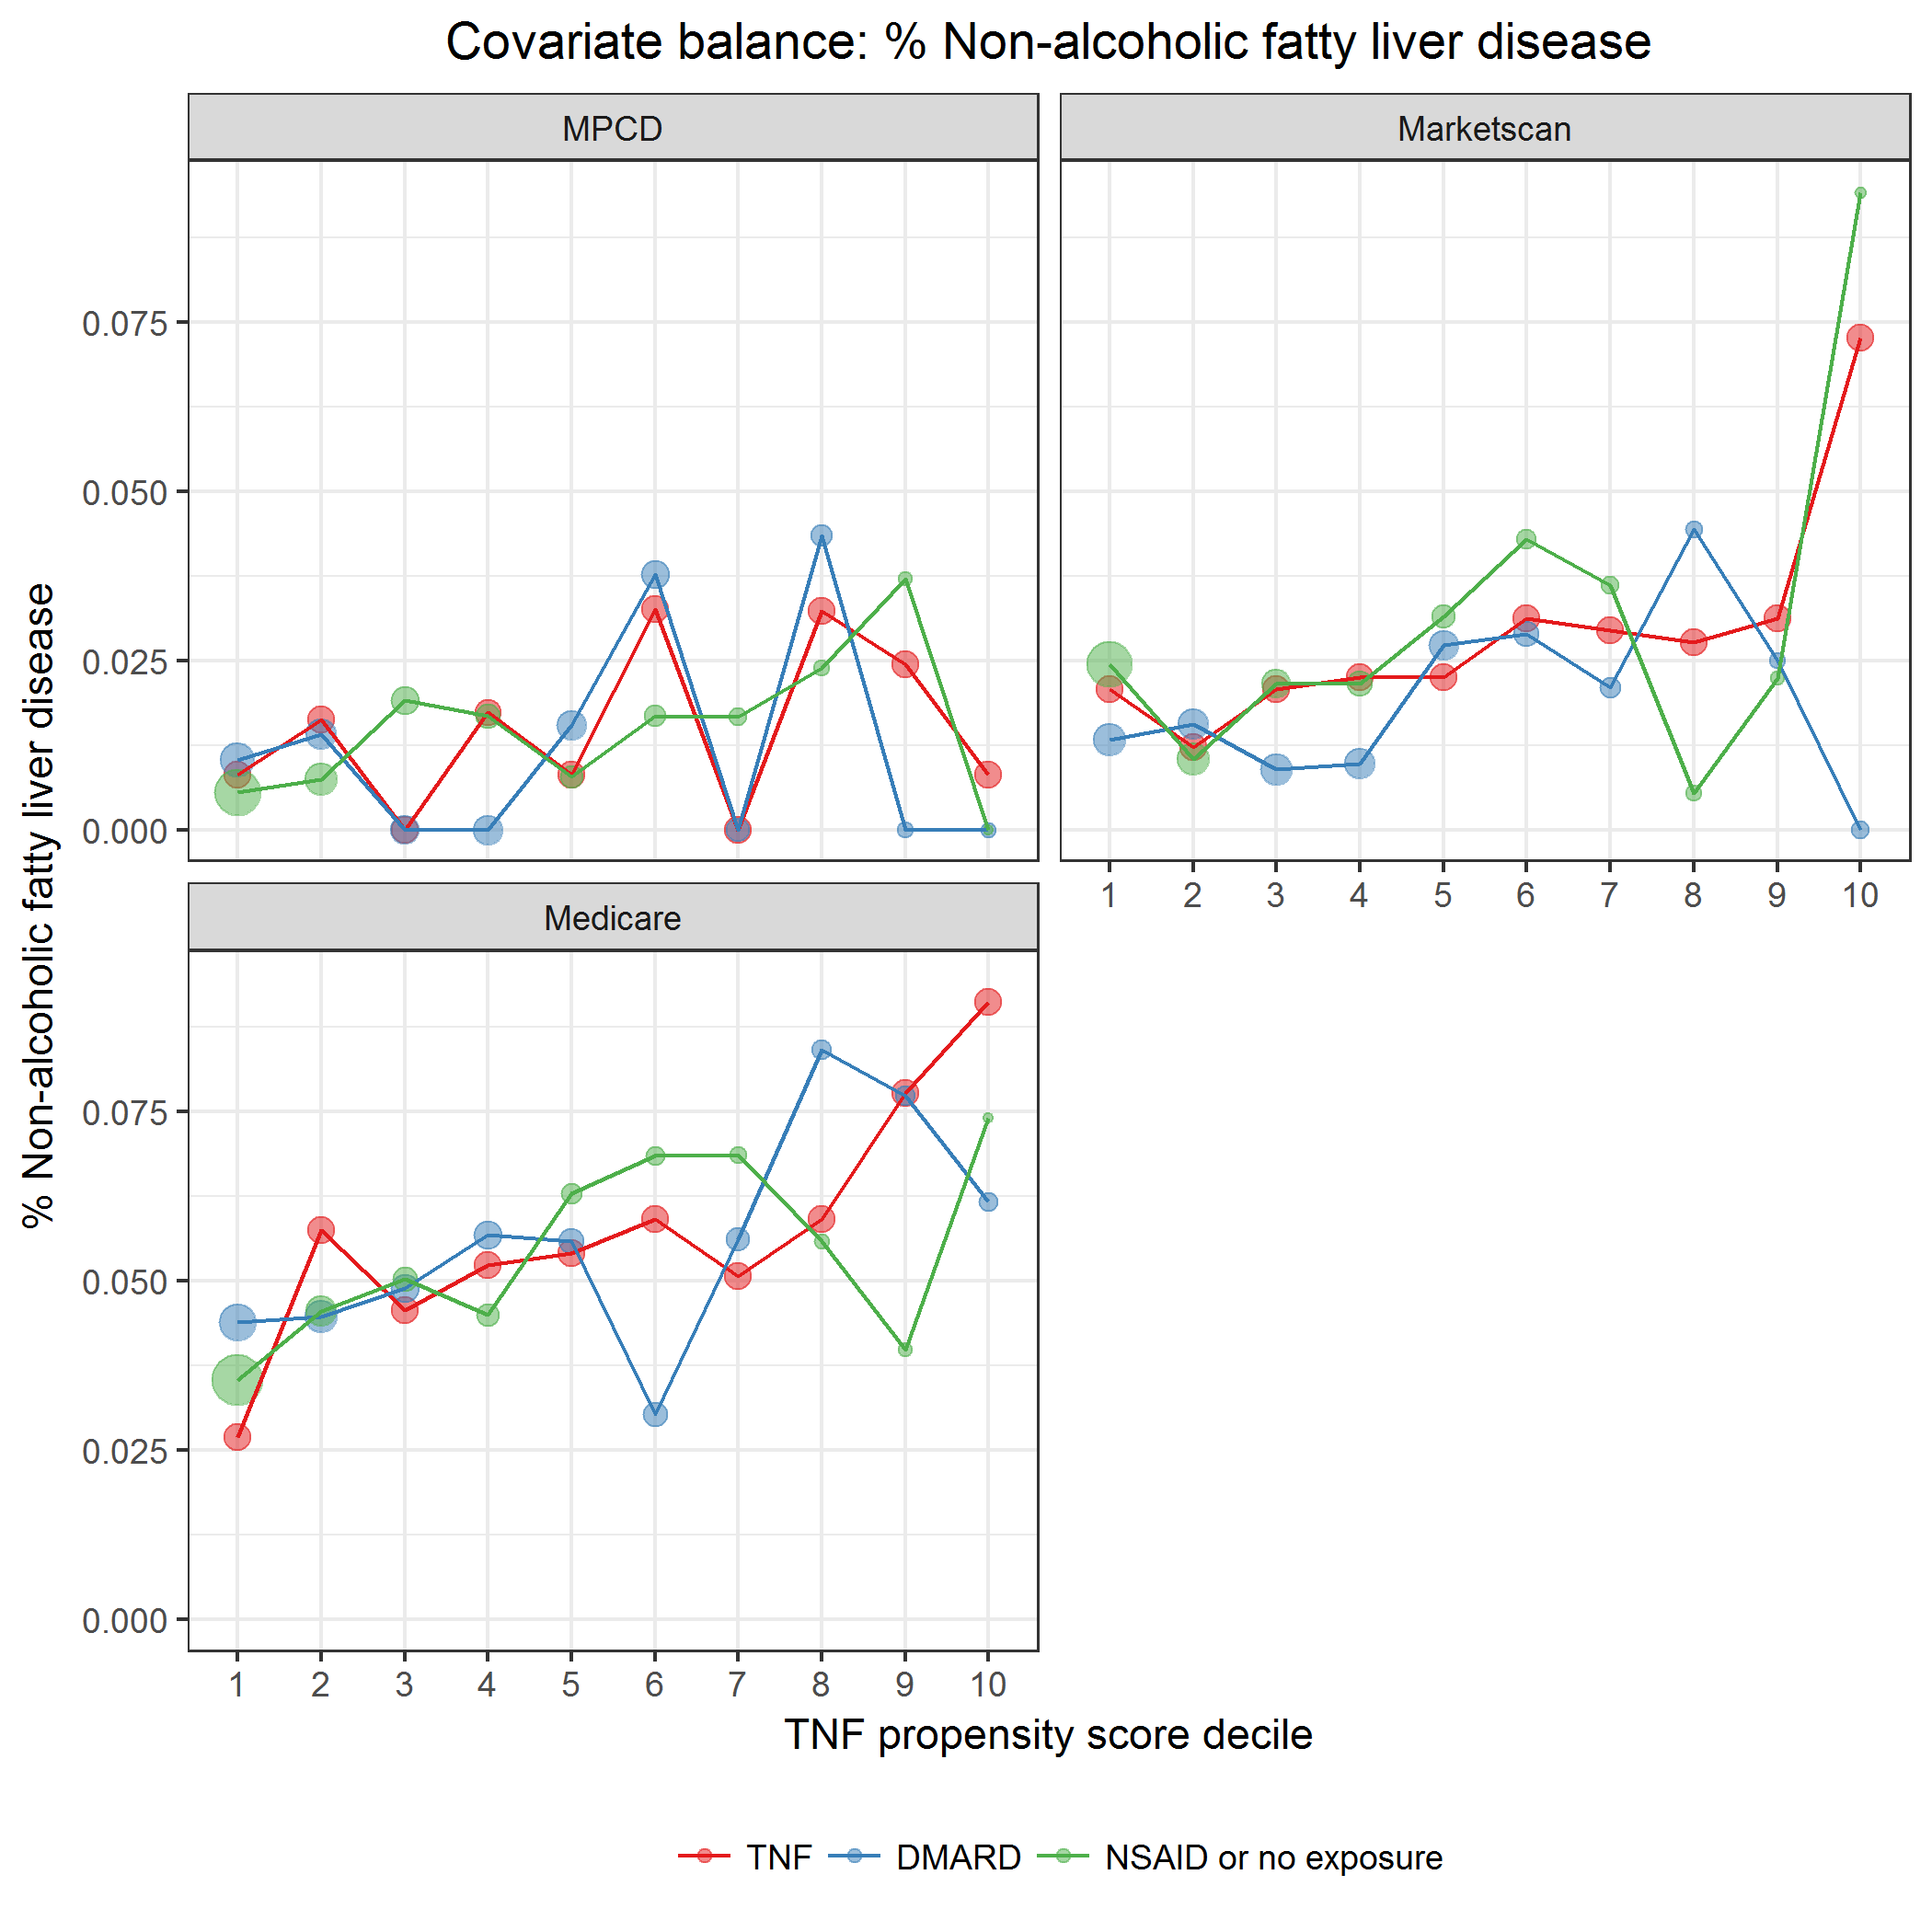 Covariate balance: % Non-alcoholic fatty liver disease
MPCD
Marketscan
0.075
0.050
0.025
0.000
1 2 3 4 5 6 7 8 9 10
Medicare
0.075
0.050
0.025
0.000
1 2 3 4 5 6 7 8 9 10
% Non-alcoholic fatty liver disease
TNF propensity score decile
TNF DMARD NSAID or no exposure